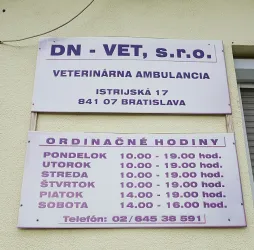 DN - VET, s.r.o.
VETERINÁRNA AMBULANCIA
ISTRIJSKÁ 17
841 07 BRATISLAVA
ORDINAČNÉ HODINY
PONDELOK 10.00 - 19.00 hod.
UTOROK 10.00 - 19.00 hod.
STREDA 10.00 - 19.00 hod.
ŠTVRTOK 10.00 - 19.00 hod.
PIATOK 14.00 - 19.00 hod.
SOBOTA 14.00 - 16.00 hod.
Telefón: 02/645 38 591